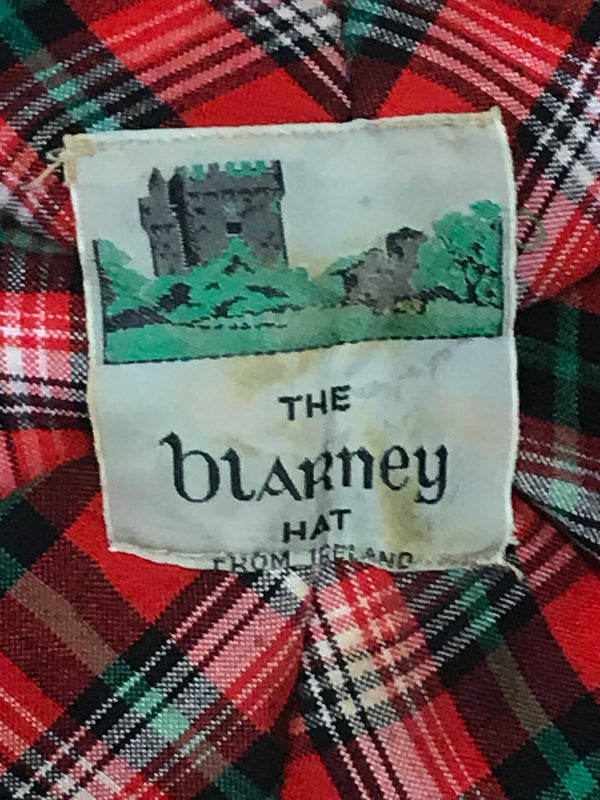 THE
BLARNEY
HAT
FROM IRELAND